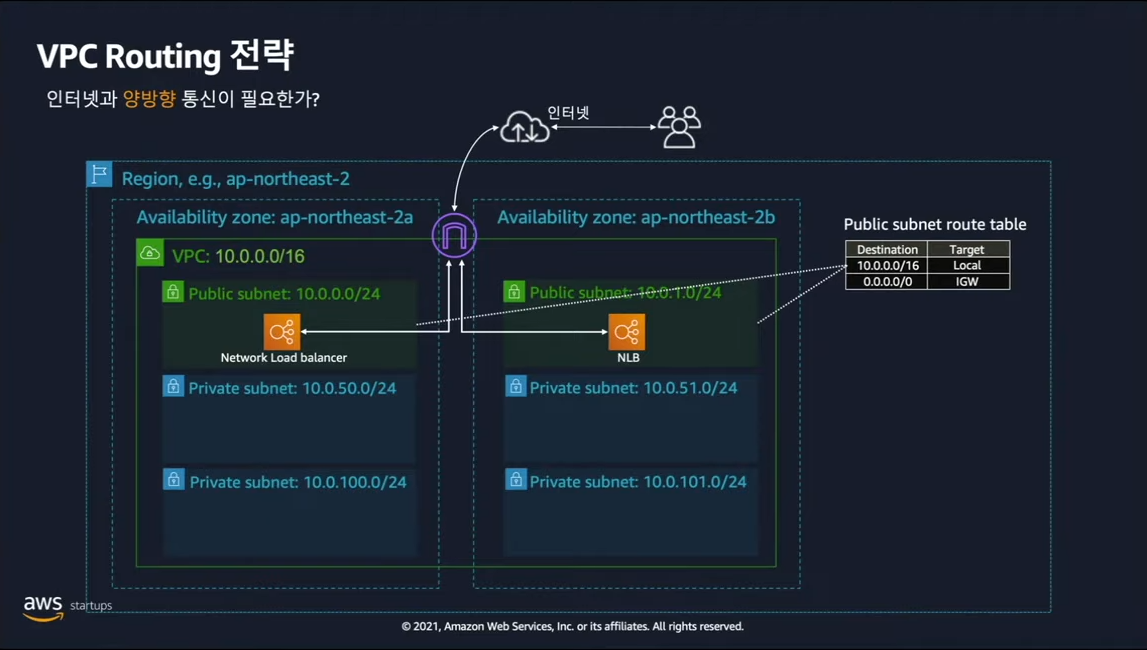 VPC Routing 전략
인터넷과 양방향 통신이 필요한가?
인터넷
Region, e.g., ap-northeast-2
Availability zone: ap-northeast-2a
Availability zone: ap-northeast-2b
VPC: 10.0.0.0/16
Public subnet route table
Destination Target
10.0.0.0/16 Local
0.0.0.0/0 IGW
Public subnet: 10.0.0.0/24
Public subnet: 10.0.1.0/24
Network Load balancer
NLB
Private subnet: 10.0.50.0/24
Private subnet: 10.0.51.0/24
Private subnet: 10.0.100.0/24
Private subnet: 10.0.101.0/24
aws startups
© 2021, Amazon Web Services, Inc. or its affiliates. All rights reserved.